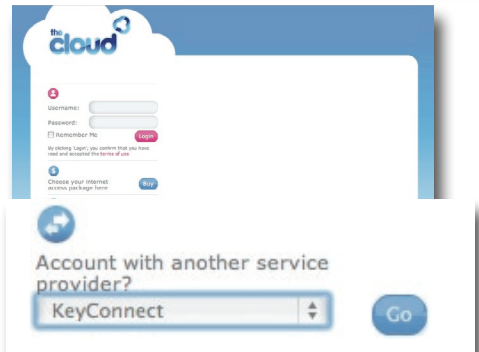 the
cloud
Username:
Password:
Remember Me
Login
By clicking 'Login', you confirm that you have
read and accepted the terms of use
Choose your internet
access package here
Buy
Account with another service
provider?
KeyConnect
Go